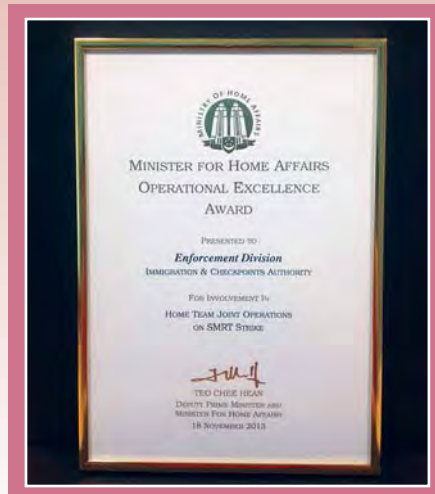 MINISTRY OF HOME AFFAIRS
MINISTER FOR HOME AFFAIRS
OPERATIONAL EXCELLENCE
AWARD
PRESENTED TO
Enforcement Division
IMMIGRATION & CHECKPOINTS AUTHORITY
FOR INVOLVEMENT IN
HOME TEAM JOINT OPERATIONS
ON SMRT STRIKE
TEO CHEE HEAN
DEPUTY PRIME MINISTER AND
MINISTER FOR HOME AFFAIRS
18 NOVEMBER 2013